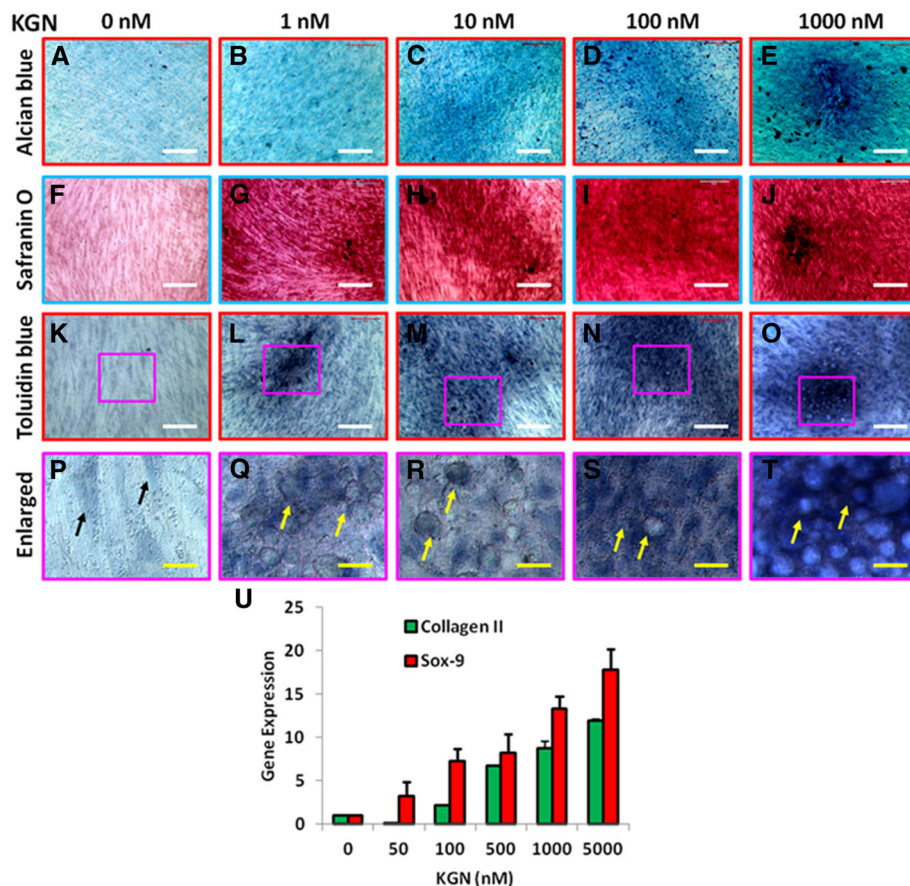 KGN 0 nM 1 nM 10 nM 100 nM 1000 nM
Alcian blue
A B C D E
Safranin O
F G H I J
Toluidin blue
K L M N O
Enlarged
P Q R S T
U
25
20
15
10
5
0
Gene Expression
Collagen II
Sox-9
0 50 100 500 1000 5000
KGN (nM)